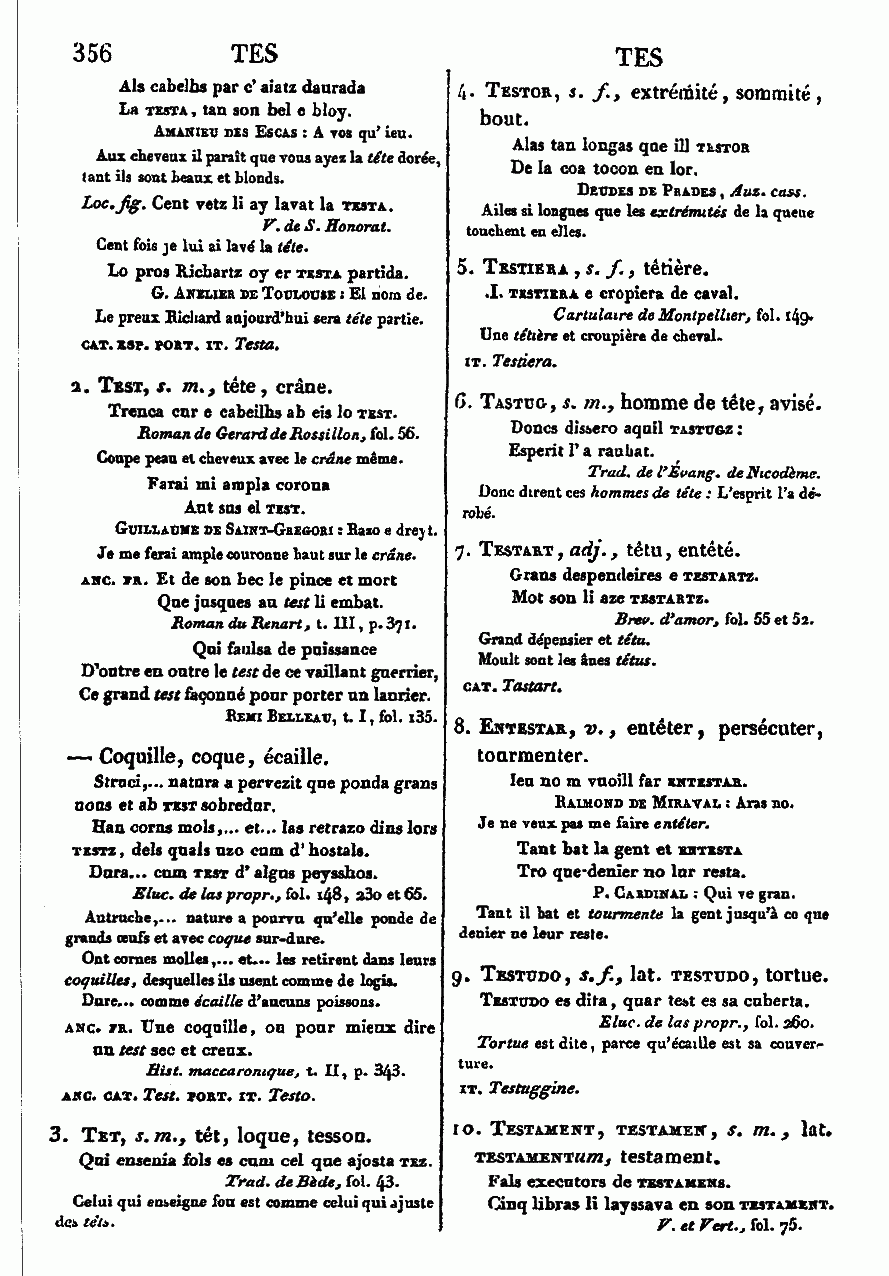 356 TES
TES
Als cabelhs par c' aiatz daurada
La TESTA, tan son bel e bloy.
AMANIEU DES ESCAS : A vos qu' ieu.
Aux cheveux il paraît que vous ayez la tête dorée,
tant ils sont beaux et blonds.
Loc. fig. Cent vetz li ay lavat la TESTA.
V. de S. Honorat.
Cent fois je lui ai lavé la tête.
Lo pros Richartz oy er TESTA partida.
G. ANELIER DE TOULOUSE : El nom de.
Le preux Richard aujourd'hui sera tête partie.
CAT. ESP. PORT. IT. Testa.
2. TEST, s. m., tête, crâne.
Trenca cur e cabeilhs ab eis lo TEST.
Roman de Gerard de Rossillon, fol. 56.
Coupe peau et cheveux avec le crâne même.
Farai mi ampla corona
Aut sus el TEST.
GUILLAUME DE SAINT-GREGORI : Razo e dreyt.
Je me ferai ample couronne haut sur le crâne.
ANC. FR. Et de son bec le pince et mort
Que jusques au test li embat.
Roman du Renart, t. III, p. 371.
Qui faulsa de puissance
D'outre en outre le test de ce vaillant guerrier,
Ce grand test façonné pour porter un laurier.
REMI BELLEAU, t. I, fol. 135.
— Coquille, coque, écaille.
Struci,... natura a pervezit que ponda grans
uous et ab TEST sobredur.
Han corns mols,... et... las retrazo dins lors
TESTZ, dels quals uzo cum d' hostals.
Dura... cum TEST d' algus peysshos.
Eluc. de las propr., fol. 148, 230 et 65.
Autruche,... nature a pourvu qu'elle ponde de
grands œufs et avec coque sur-dure.
Ont cornes molles,... et... les retirent dans leurs
coquilles, desquelles ils usent comme de logis.
Dure... comme écaille d'aucuns poissons.
ANC. FR. Une coquille, ou pour mieux dire
un test sec et creux.
Hist. maccaronique, t. II, p. 343.
ANC. CAT. Test. PORT. IT. Testo.
3. TET, s. m., têt, loque, tesson.
Qui ensenia fols es cum cel que ajosta TEZ.
Trad. de Bède, fol. 43.
Celui qui enseigne fou est comme celui qui ajuste
des têts.
4. TESTOR, s. f., extrémité, sommité,
bout.
Alas tan longas que ill TESTOR
De la coa tocon en lor.
DEUDES DE PRADES, Auz. cass.
Ailes si longues que les extrémutés de la queue
touchent en elles.
5. TESTIERA, s. f., têtière.
.I. TESTIERA e cropiera de caval.
Cartulaire de Montpellier, fol. 149.
Une têtière et croupière de cheval.
IT. Testiera.
6. TASTUG, s. m., homme de tête, avisé.
Doncs dissero aquil TASTUGZ :
Esperit l' a raubat.
Trad. de l'Évang. de Nicodème.
Donc dirent ces hommes de tête : L'esprit l'a dé-
robé.
7. TESTART, adj., têtu, entêté.
Grans despendeires e TESTARTZ.
Mot son li aze TESTARTZ.
Brev. d'amor, fol. 55 et 52.
Grand dépensier et têtu.
Moult sont les ânes têtus.
CAT. Tastart.
8. ENTESTAR, v., entêter, persécuter,
tourmenter.
Ieu no m vuoill far ENTESTAR.
RAIMOND DE MIRAVAL : Aras no.
Je ne veux pas me faire entêter.
Tant bat la gent et ENTESTA
Tro que-denier no lur resta.
P. CARDINAL : Qui ve gran.
Tant il bat et tourmente la gent jusqu'à co que
denier ne leur reste.
9. TESTUDO, s. f., lat. TESTUDO, tortue.
TESTUDO es dita, quar test es sa cuberta.
Eluc. de las propr., fol. 260.
Tortue est dite, parce qu'écaille est sa couver-
ture.
IT. Testuggine.
10. TESTAMENT, TESTAMEN, s. m., lat.
TESTAMENTum, testament.
Fals executors de TESTAMENS.
Cinq libras li layssava en son TESTAMENT.
V. et Vert., fol. 75.